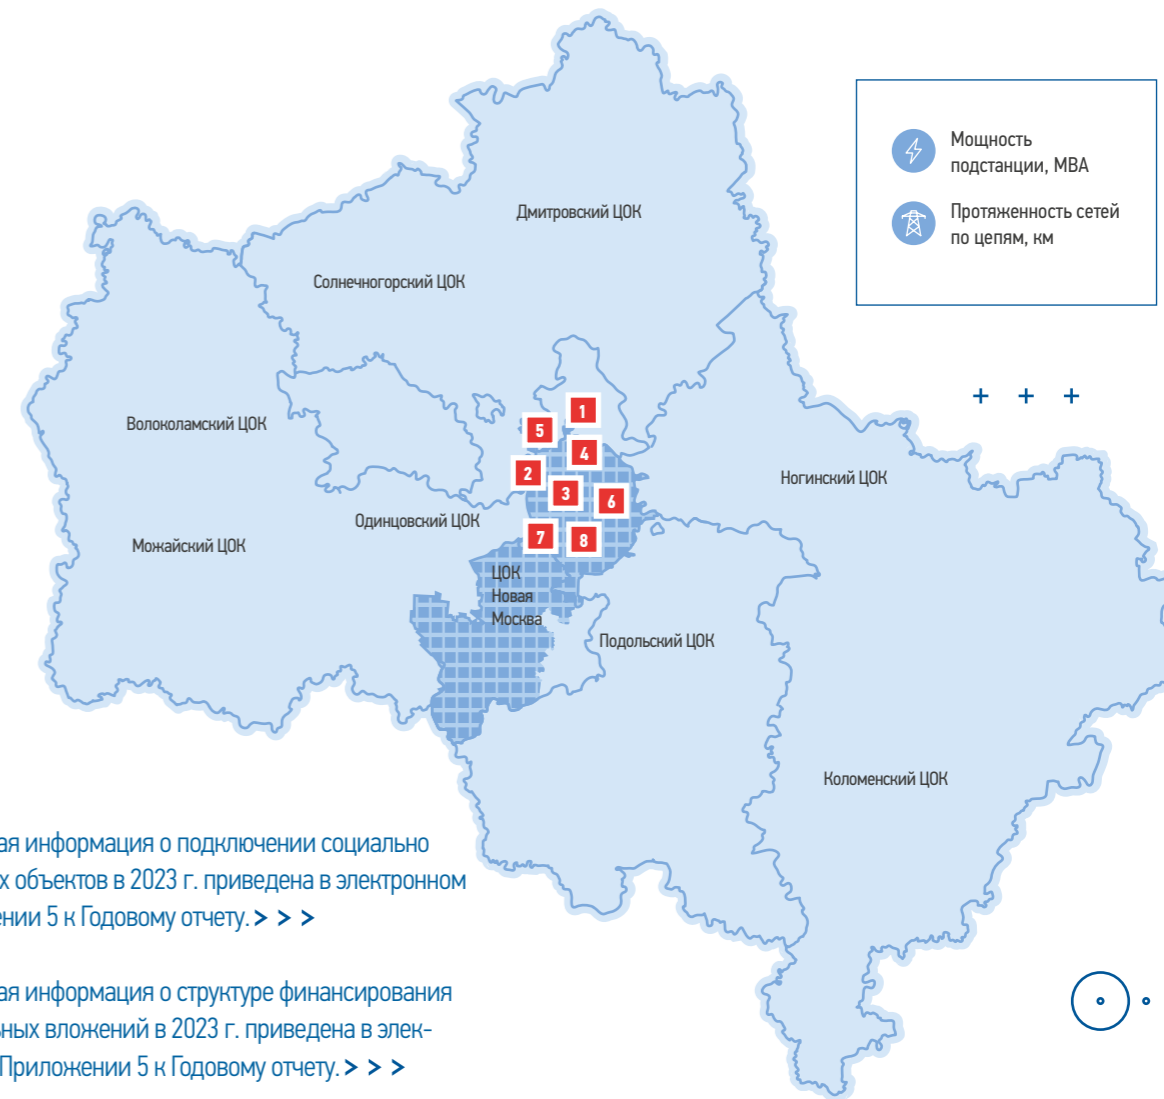 Мощность
подстанции, МВА
Протяженность сетей
по цепям, км
Дмитровский ЦОК
Солнечногорский ЦОК
Волоколамский ЦОК
1
5
4
2
3
6
Ногинский ЦОК
Одинцовский ЦОК
Можайский ЦОК
7
8
ЦОК
Новая
Москва
Подольский ЦОК
Коломенский ЦОК
ая информация о подключении социально
х объектов в 2023 г. приведена в электронном
ении 5 к Годовому отчету. > > >
ая информация о структуре финансирования
ьных вложений в 2023 г. приведена в элек-
Приложении 5 к Годовому отчету. > > >